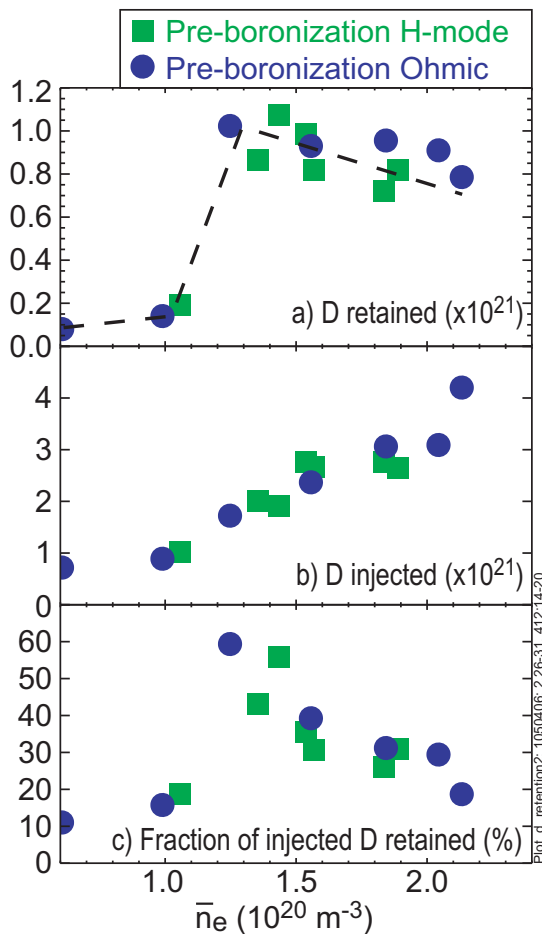 Pre-boronization H-mode
Pre-boronization Ohmic
1.2
1.0
0.8
0.6
0.4
0.2
0.0
a) D retained (x10²¹)
4
3
2
1
0
b) D injected (x10²¹)
60
50
40
30
20
10
0
c) Fraction of injected D retained (%)
1.0 1.5 2.0
n̅e (10²⁰ m⁻³)
Plot_d_retention2; 1050406; 2,26-31, 412:14-20